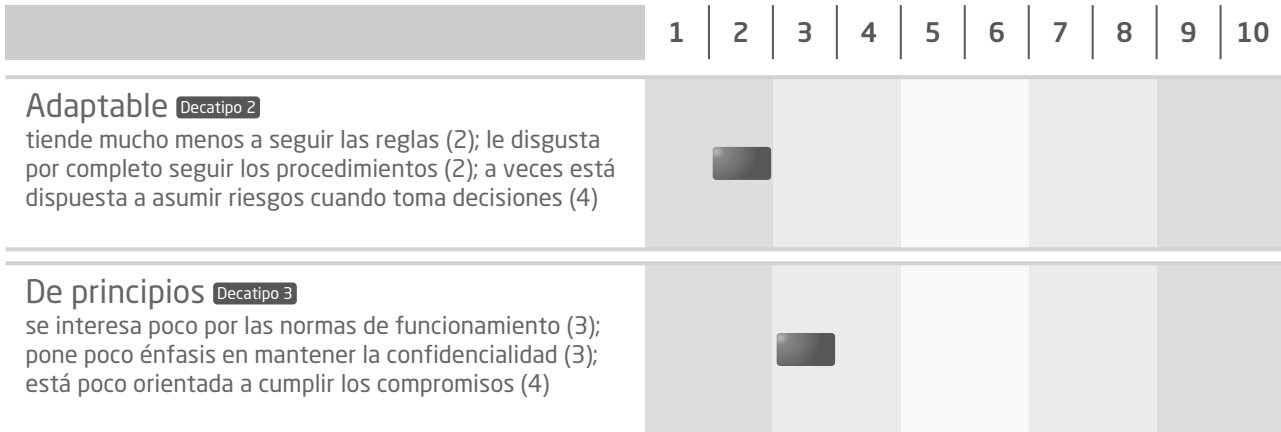 1 2 3 4 5 6 7 8 9 10
Adaptable Decatipo 2
tiende mucho menos a seguir las reglas (2); le disgusta
por completo seguir los procedimientos (2); a veces está
dispuesta a asumir riesgos cuando toma decisiones (4)
De principios Decatipo 3
se interesa poco por las normas de funcionamiento (3);
pone poco énfasis en mantener la confidencialidad (3);
está poco orientada a cumplir los compromisos (4)